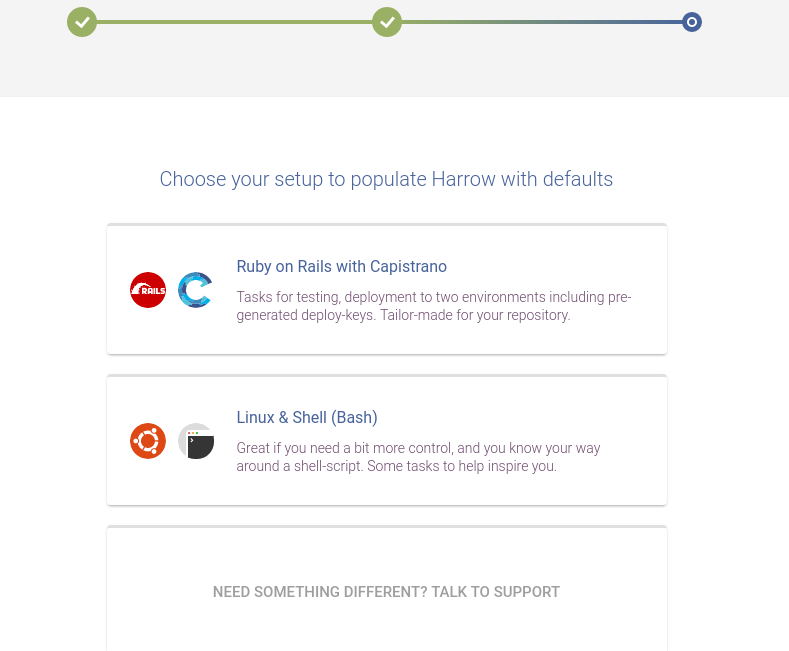 Choose your setup to populate Harrow with defaults
RAILS
Ruby on Rails with Capistrano
Tasks for testing, deployment to two environments including pre-
generated deploy-keys. Tailor-made for your repository.
Linux & Shell (Bash)
Great if you need a bit more control, and you know your way
around a shell-script. Some tasks to help inspire you.
NEED SOMETHING DIFFERENT? TALK TO SUPPORT